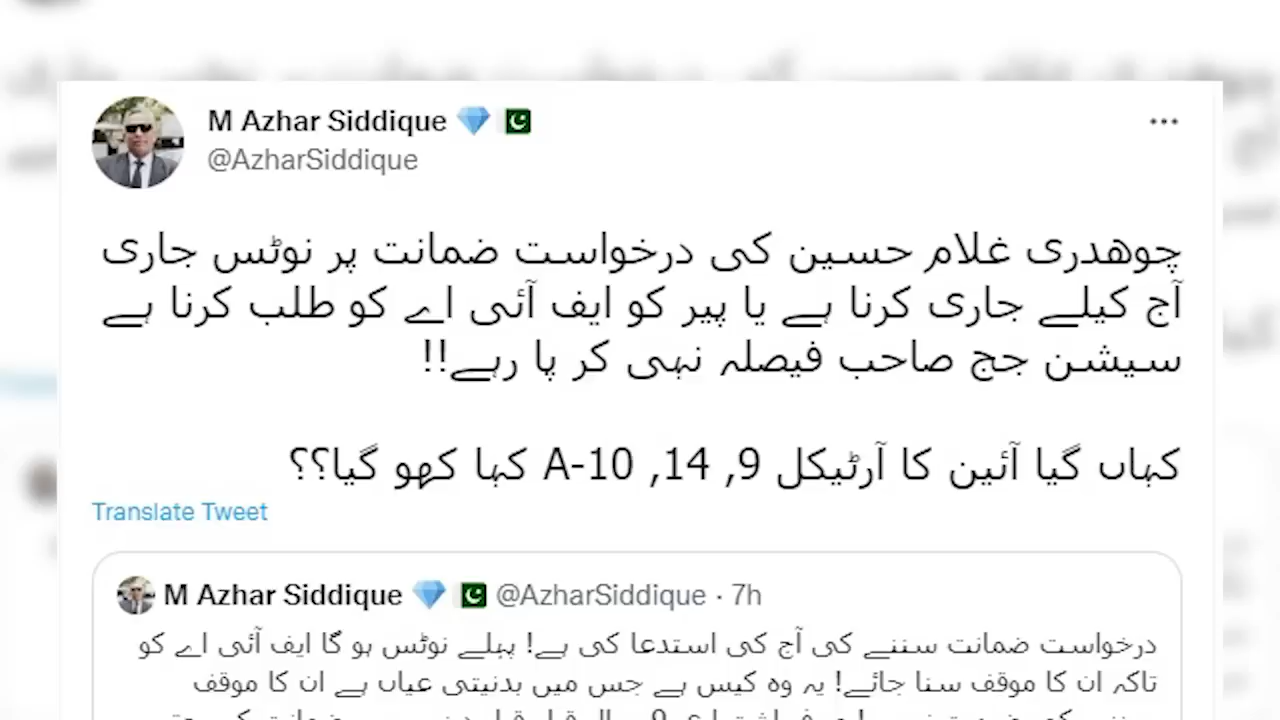 M Azhar Siddique
@AzharSiddique
چوھدری غلام حسین کی درخواست ضمانت پر نوٹس جاری
آج کیلے جاری کرنا ہے یا پیر کو ایف آئی اے کو طلب کرنا ہے
سیشن جج صاحب فیصلہ نہی کر پا رہے!!
کہاں گیا آئین کا آرٹیکل 9, 14, 10-A کہا کھو گیا؟؟
Translate Tweet
M Azhar Siddique @AzharSiddique · 7h
درخواست ضمانت سننے کی آج کی استدعا کی ہے! پہلے نوٹس ہو گا ایف آئی اے کو
تاکہ ان کا موقف سنا جائے! یہ وہ کیس ہے جس میں بدنیتی عیاں ہے ان کا موقف